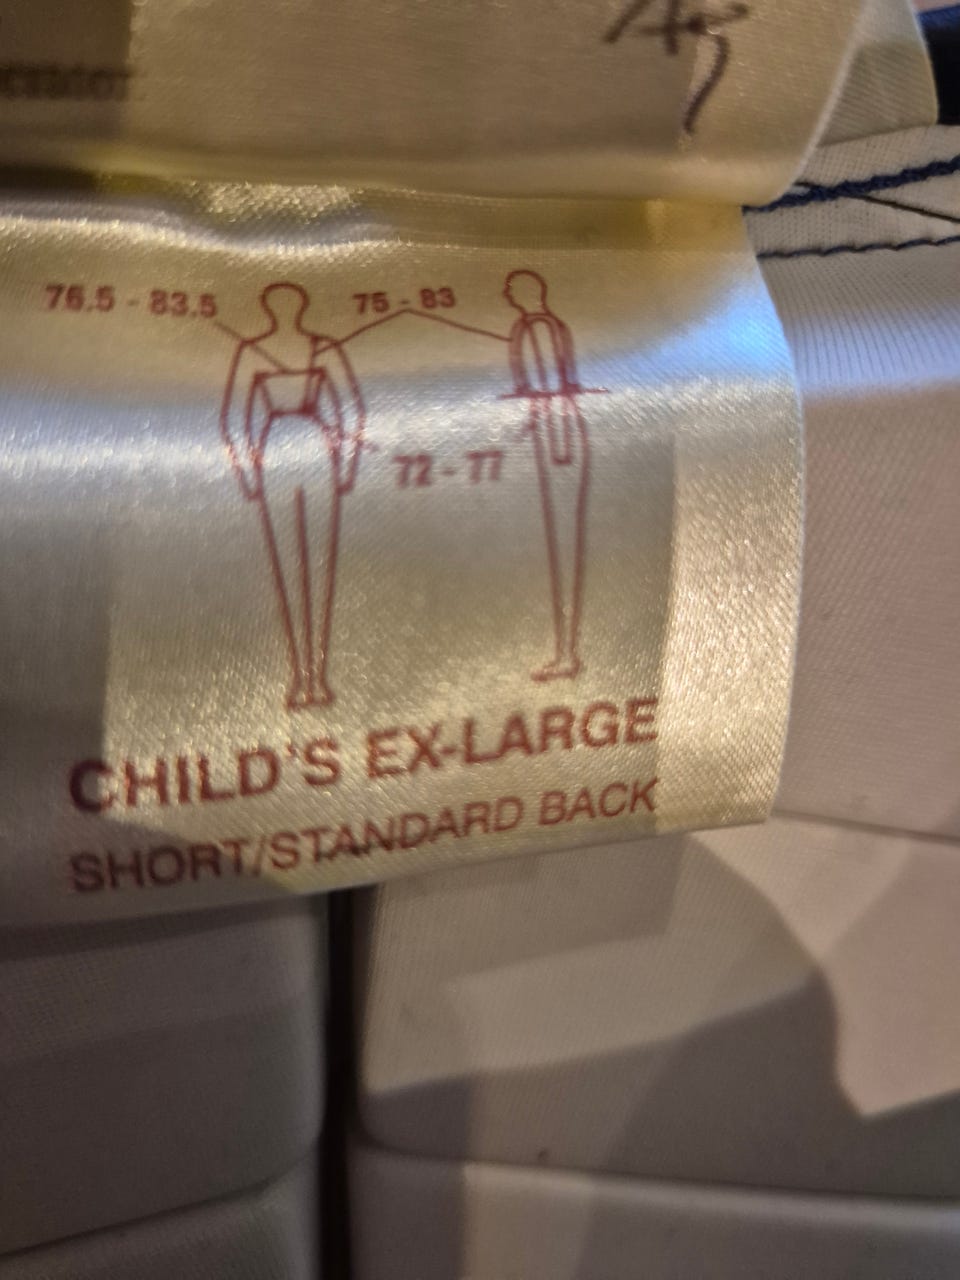 76.5 - 83.5
75 - 83
72 - 77
CHILD'S EX-LARGE
SHORT/STANDARD BACK